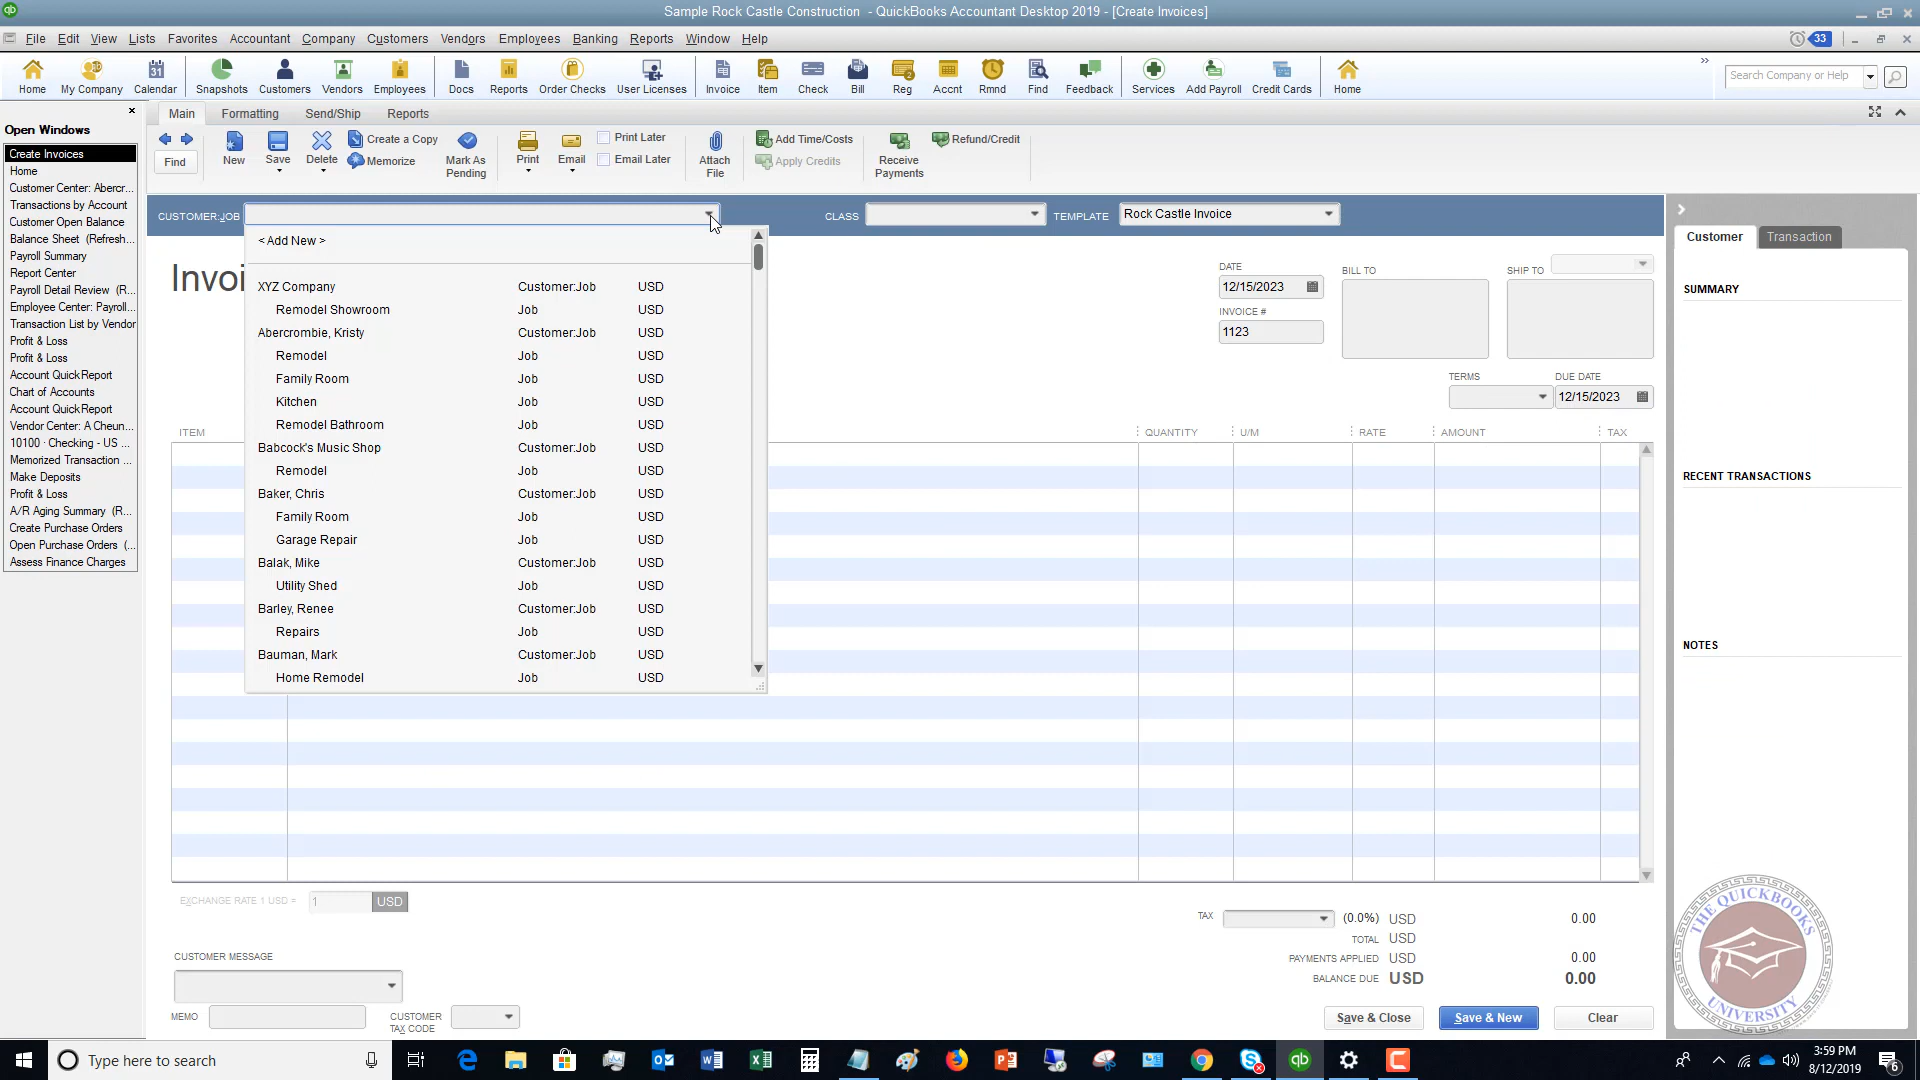 Sample Rock Castle Construction - QuickBooks Accountant Desktop 2019 - [Create Invoices]
File Edit View Lists Favorites Accountant Company Customers Vendors Employees Banking Reports Window Help 33
Home My Company Calendar Snapshots Customers Vendors Employees Docs Reports Order Checks User Licenses Invoice Item Check Bill Reg Accnt Rmnd Find Feedback Services Add Payroll Credit Cards Home
31
Search Company or Help
Open Windows
Create Invoices
Home
Customer Center: Abercr...
Transactions by Account
Customer Open Balance
Balance Sheet (Refresh...
Payroll Summary
Report Center
Payroll Detail Review (R...
Employee Center: Payroll...
Transaction List by Vendor
Profit & Loss
Profit & Loss
Account QuickReport
Chart of Accounts
Account QuickReport
Vendor Center: A Cheun...
10100 · Checking - US ...
Memorized Transaction ...
Make Deposits
Profit & Loss
A/R Aging Summary (R...
Create Purchase Orders
Open Purchase Orders (...
Assess Finance Charges
Main Formatting Send/Ship Reports
Find New Save Delete
Create a Copy
Memorize
Mark As Pending
Print Email
Print Later
Email Later
Attach File
Add Time/Costs
Apply Credits
Receive Payments
Refund/Credit
CUSTOMER:JOB CLASS TEMPLATE Rock Castle Invoice
< Add New >
XYZ Company Customer:Job USD
Remodel Showroom Job USD
Abercrombie, Kristy Customer:Job USD
Remodel Job USD
Family Room Job USD
Kitchen Job USD
Remodel Bathroom Job USD
Babcock's Music Shop Customer:Job USD
Remodel Job USD
Baker, Chris Customer:Job USD
Family Room Job USD
Garage Repair Job USD
Balak, Mike Customer:Job USD
Utility Shed Job USD
Barley, Renee Customer:Job USD
Repairs Job USD
Bauman, Mark Customer:Job USD
Home Remodel Job USD
Invoi
DATE
12/15/2023
INVOICE #
1123
BILL TO
SHIP TO
TERMS
DUE DATE
12/15/2023
ITEM QUANTITY U/M RATE AMOUNT TAX
EXCHANGE RATE 1 USD = 1 USD
TAX (0.0%) USD 0.00
TOTAL USD
PAYMENTS APPLIED USD 0.00
BALANCE DUE USD 0.00
CUSTOMER MESSAGE
MEMO
CUSTOMER TAX CODE
Save & Close Save & New Clear
Customer Transaction
SUMMARY
RECENT TRANSACTIONS
NOTES
THE QUICKBOOKS UNIVERSITY
Type here to search
3:59 PM
8/12/2019
6